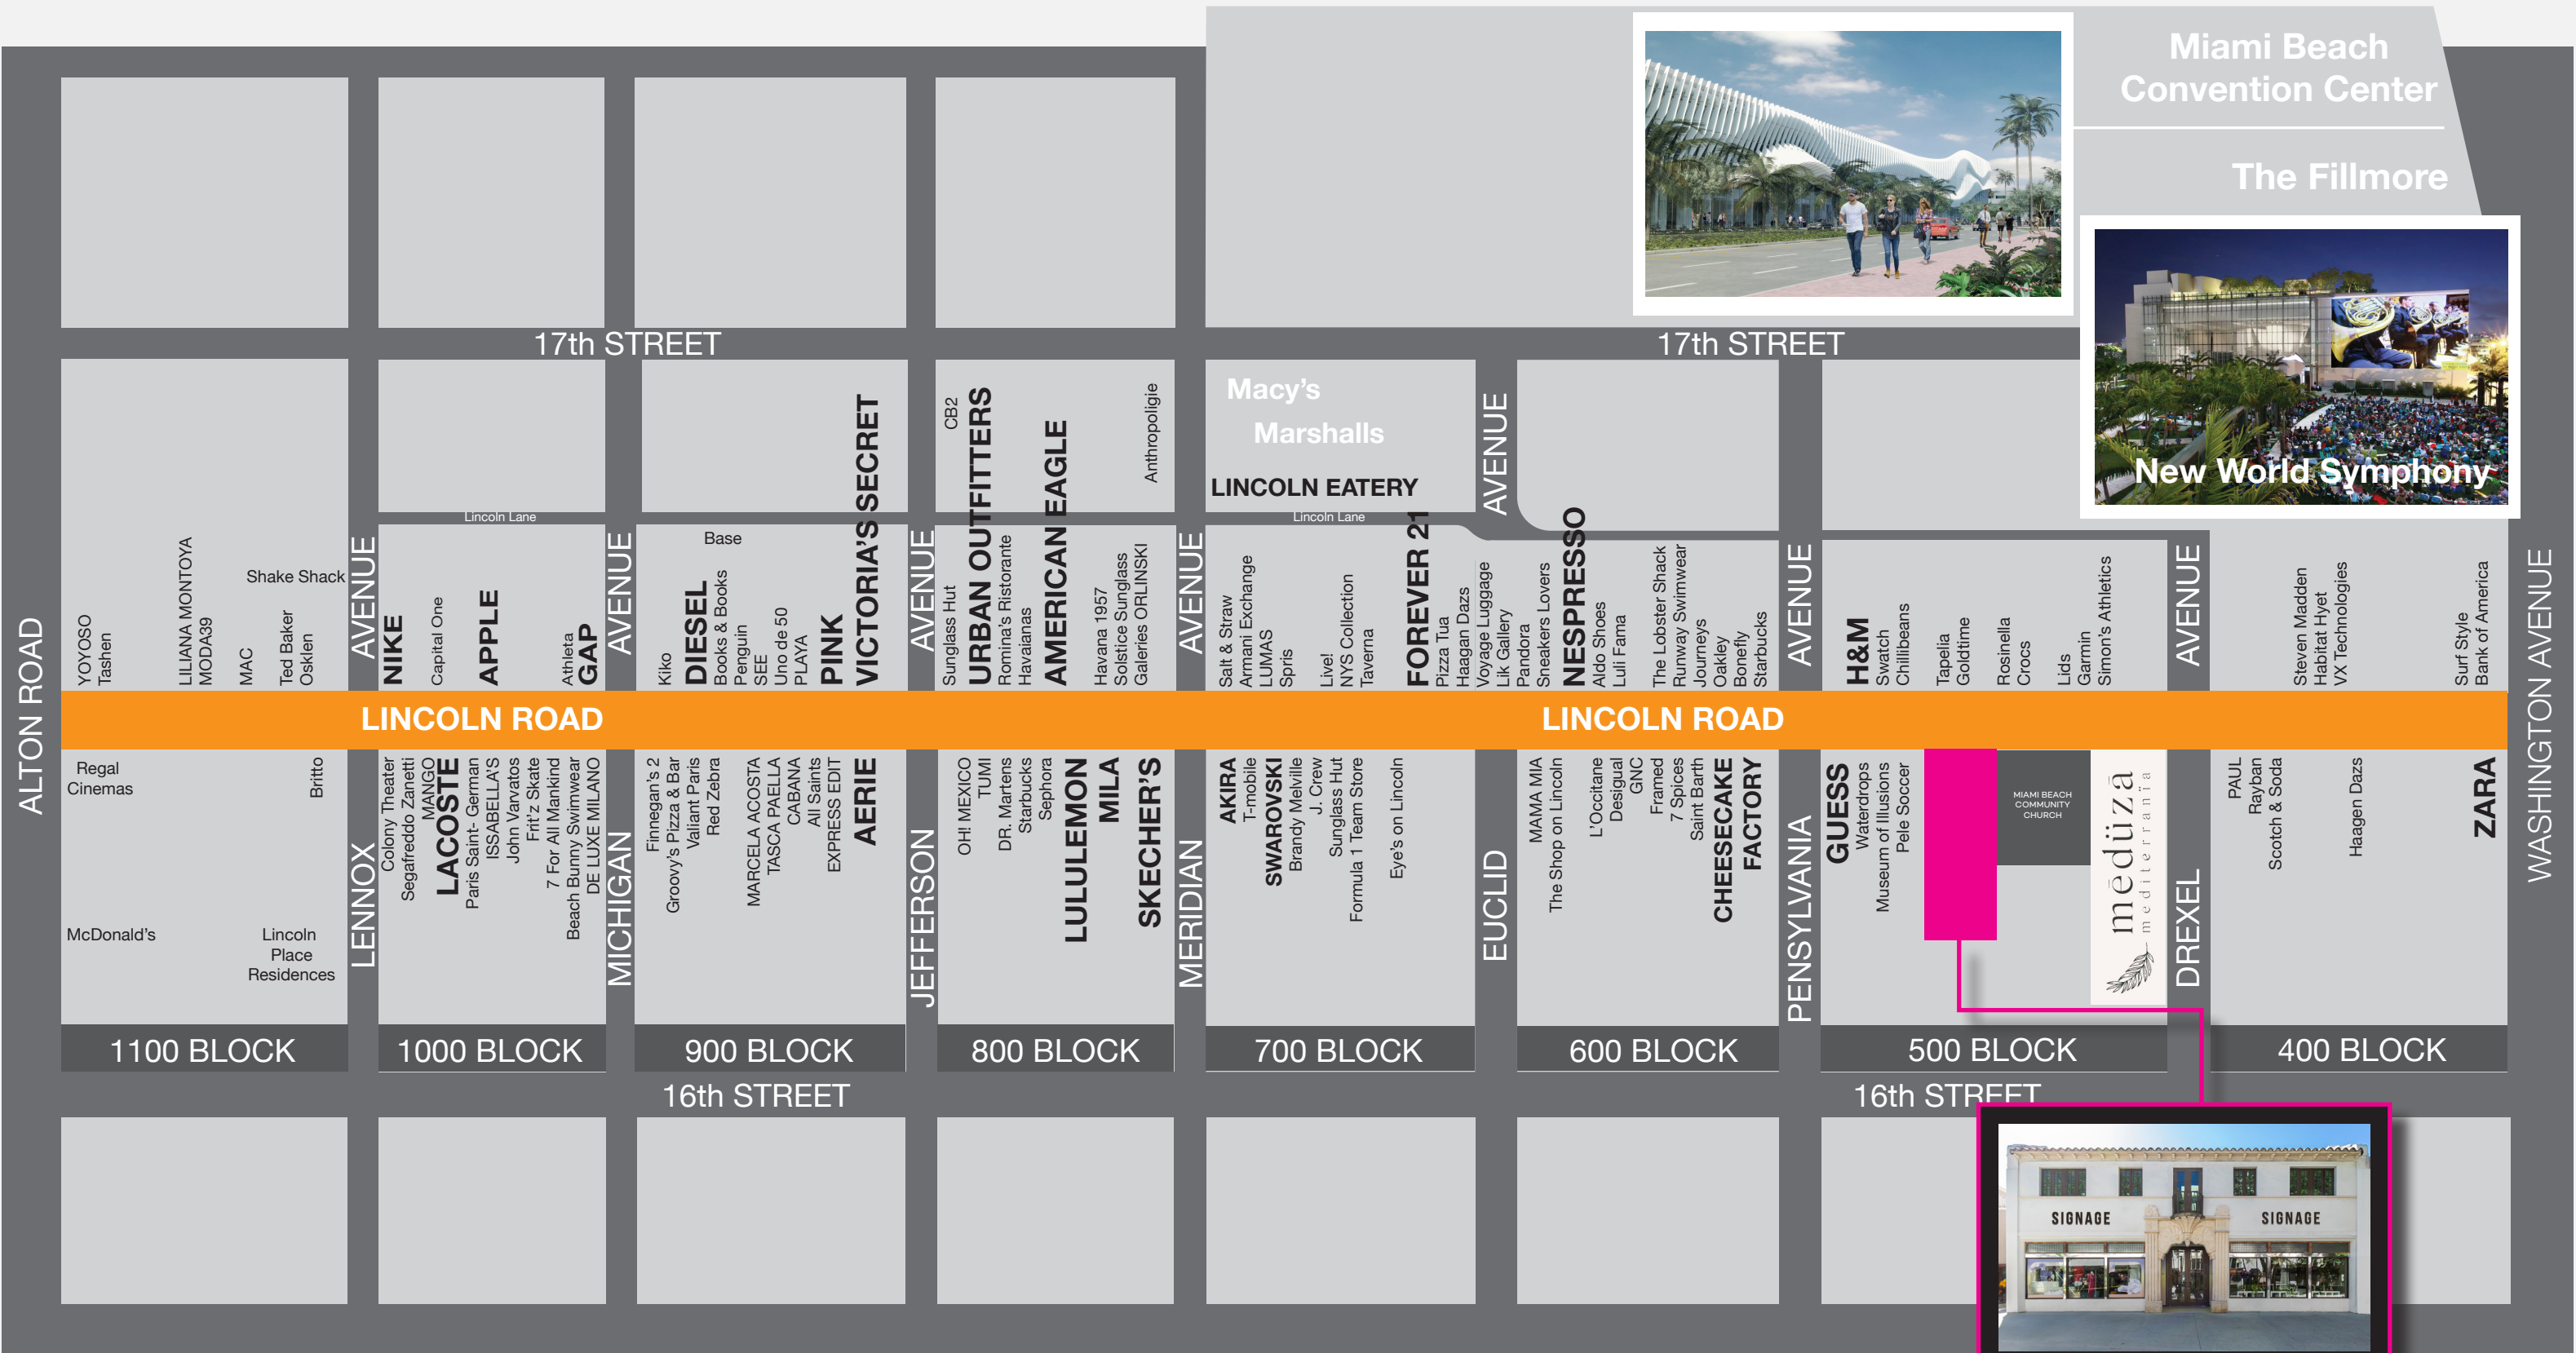 Miami Beach
Convention Center
The Fillmore
New World Symphony
17th STREET
17th STREET
Macy's
Marshalls
LINCOLN EATERY
Lincoln Lane
Lincoln Lane
ALTON ROAD
YOYOSO
Tashen
LILIANA MONTOYA
MODA39
MAC
Shake Shack
Ted Baker
Osklen
AVENUE
NIKE
Capital One
APPLE
Athleta
GAP
AVENUE
Kiko
DIESEL
Base
Books & Books
Penguin
SEE
Uno de 50
PLAYA
PINK
VICTORIA'S SECRET
AVENUE
CB2
Sunglass Hut
URBAN OUTFITTERS
Romina's Ristorante
Havaianas
AMERICAN EAGLE
Havana 1957
Solstice Sunglass
Galeries ORLINSKI
Anthropoligie
AVENUE
Salt & Straw
Armani Exchange
LUMAS
Spris
Live!
NYS Collection
Taverna
FOREVER 21
Pizza Tua
Haagan Dazs
Voyage Luggage
Lik Gallery
Pandora
Sneakers Lovers
AVENUE
NESPRESSO
Aldo Shoes
Luli Fama
The Lobster Shack
Runway Swimwear
Journeys
Oakley
Bonefly
Starbucks
AVENUE
H&M
Svatch
Chillibeans
Tapelia
Goldtime
Rosinella
Crocs
Lids
Garmin
Simon's Athletics
AVENUE
Steven Madden
Habitat Hyet
VX Technologies
Surf Style
Bank of America
WASHINGTON AVENUE
LINCOLN ROAD
LINCOLN ROAD
Regal
Cinemas
Britto
McDonald's
Lincoln
Place
Residences
LENNOX
Colony Theater
Segafreddo Zanetti
MANGO
LACOSTE
Paris Saint- German
ISSABELLA'S
John Varvatos
Frit'z Skate
7 For All Mankind
Beach Bunny Swimwear
DE LUXE MILANO
MICHIGAN
Finnegan's 2
Groovy's Pizza & Bar
Valiant Paris
Red Zebra
MARCELA ACOSTA
TASCA PAELLA
CABANA
All Saints
EXPRESS EDIT
AERIE
JEFFERSON
OH! MEXICO
TUMI
DR. Martens
Starbucks
Sephora
LULULEMON
MILA
SKECHER'S
MERIDIAN
AKIRA
T-mobile
SWAROVSKI
Brandy Melville
J. Crew
Sunglass Hut
Formula 1 Team Store
Eye's on Lincoln
EUCLID
MAMA MIA
The Shop on Lincoln
L'Occitane
Desigual
GNC
Framed
7 Spices
Saint Barth
CHEESECAKE
FACTORY
PENSYLVANIA
GUESS
Waterdrops
Museum of Illusions
Pele Soccer
MIAMI BEACH
COMMUNITY
CHURCH
mēdüzā
mediterranïa
DREXEL
PAUL
Rayban
Scotch & Soda
Haagen Dazs
ZARA
1100 BLOCK
1000 BLOCK
900 BLOCK
800 BLOCK
700 BLOCK
600 BLOCK
500 BLOCK
400 BLOCK
16th STREET
16th STREET
SIGNAGE
SIGNAGE